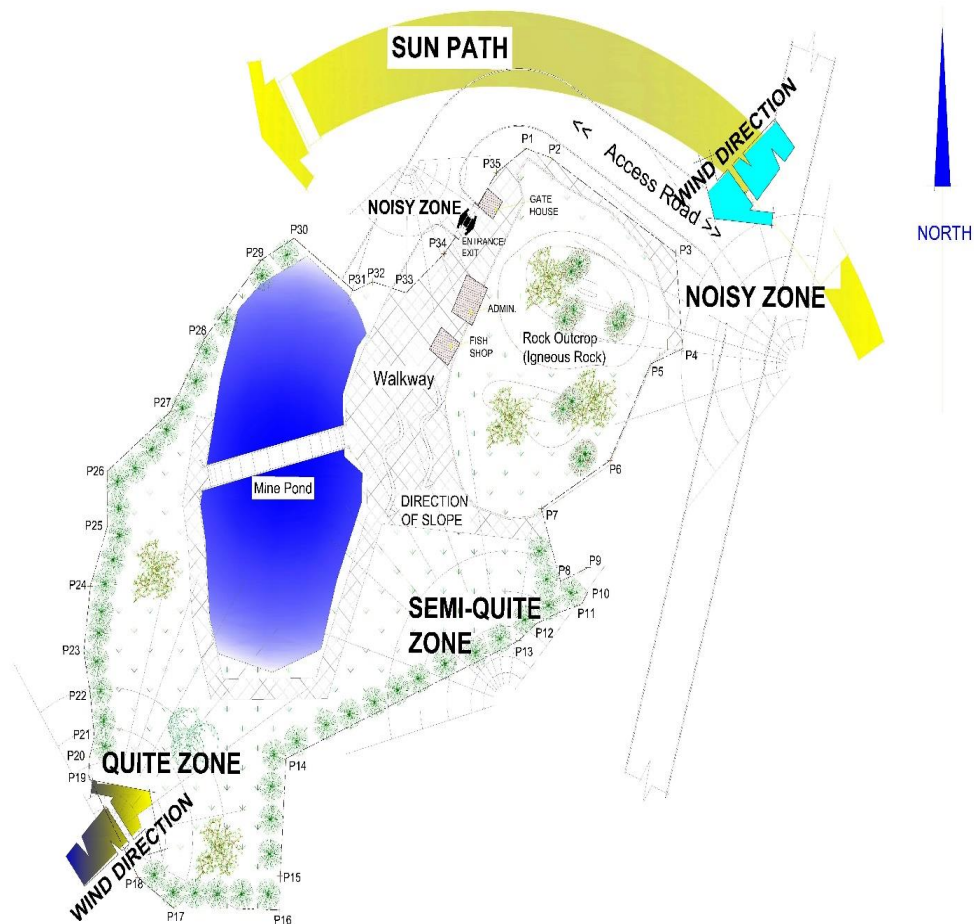 SUN PATH
WIND DIRECTION
<< Access Road >>
NORTH
P1
P2
P35
GATE
HOUSE
NOISY ZONE
ENTRANCE/
EXIT
P34
P3
P30
P29
P31
P32
P33
NOISY ZONE
ADMIN.
FISH
SHOP
Rock Outcrop
(Igneous Rock)
P28
P4
P5
Walkway
P27
P26
P6
Mine Pond
DIRECTION
OF SLOPE
P7
P25
P24
P8
P9
P10
P11
SEMI-QUITE
ZONE
P12
P13
P23
P22
P21
P20
P19
QUITE ZONE
P14
WIND DIRECTION
P18
P15
P17
P16